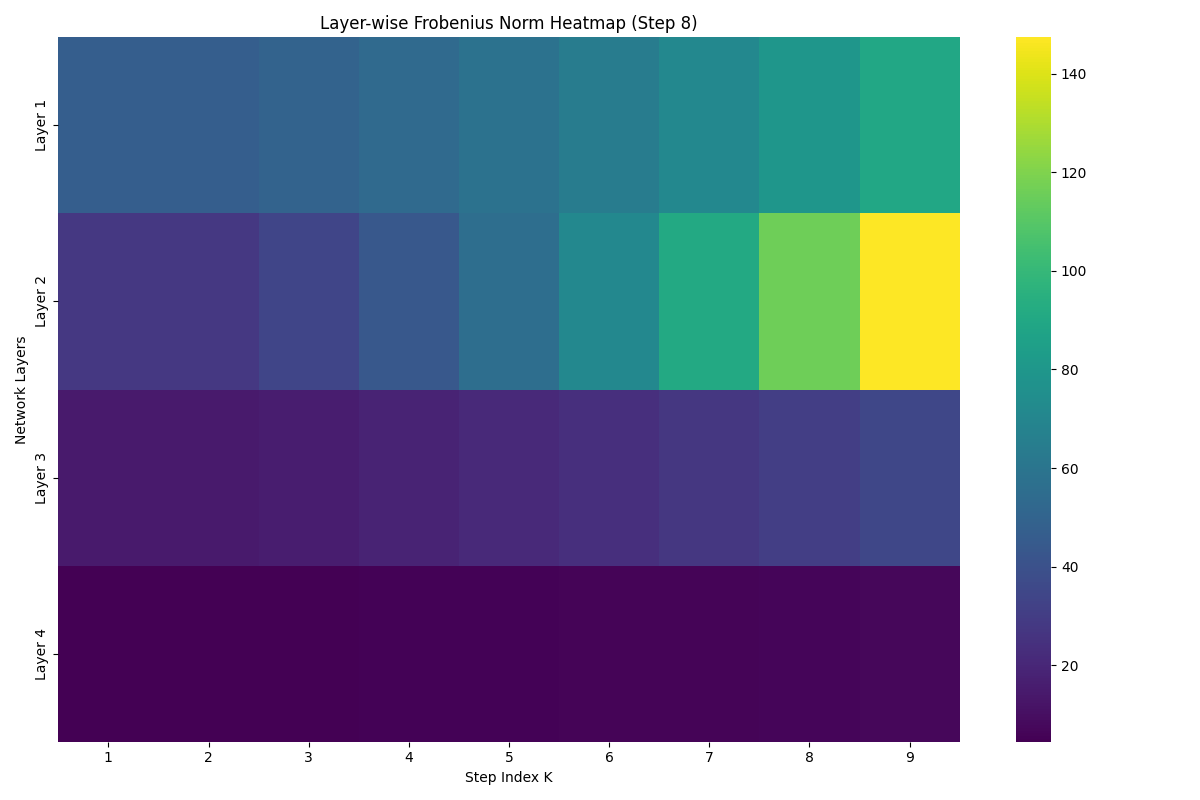 Layer-wise Frobenius Norm Heatmap (Step 8)
Network Layers
Layer 1
Layer 2
Layer 3
Layer 4
1 2 3 4 5 6 7 8 9
Step Index K
140
120
100
80
60
40
20